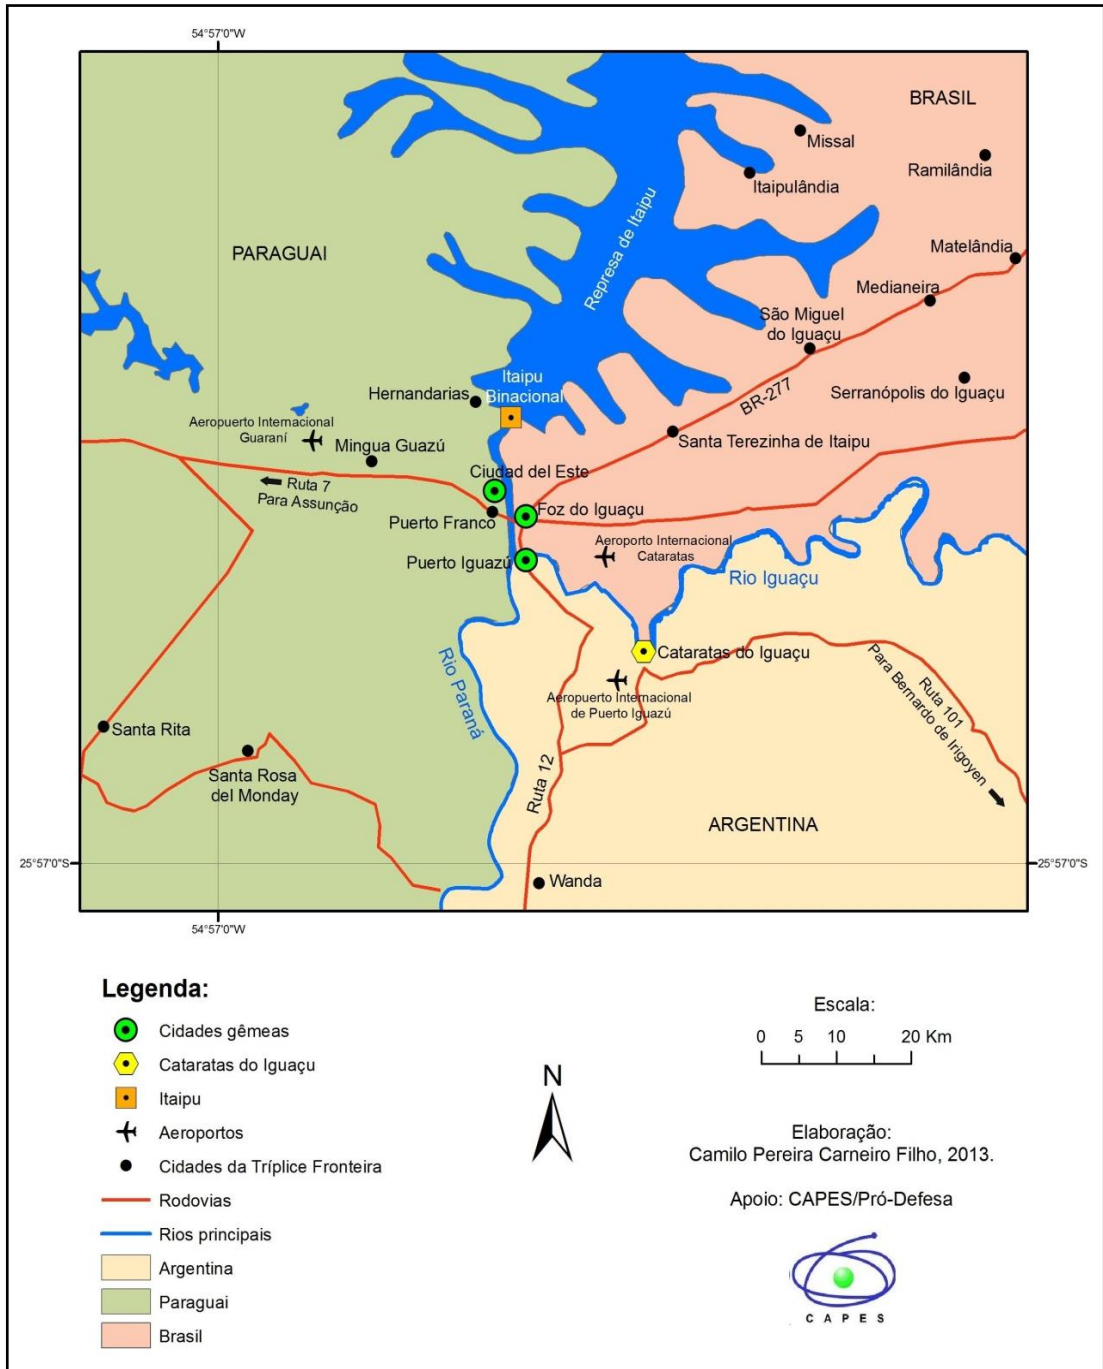 54°57'0"W
BRASIL
Missal
Ramilândia
Itaipulândia
Represa de Itaipu
PARAGUAI
Matelândia
Medianeira
São Miguel
do Iguaçu
Itaipu
Binacional
Hernandarias
BR-277
Serranópolis do Iguaçu
Aeropuerto Internacional
Guaraní
Mingua Guazú
Santa Terezinha de Itaipu
Ciudad del Este
Ruta 7
Para Assunção
Puerto Franco
Foz do Iguaçu
Aeroporto Internacional
Cataratas
Puerto Iguazú
Rio Iguaçu
Cataratas do Iguaçu
Rio Paraná
Aeropuerto Internacional
de Puerto Iguazú
Ruta 101
Para Bernardo de Irigoyen
Santa Rita
Santa Rosa
del Monday
Ruta 12
ARGENTINA
25°57'0"S
25°57'0"S
Wanda
54°57'0"W
Legenda:
Cidades gêmeas
Cataratas do Iguaçu
Itaipu
Aeroportos
Cidades da Tríplice Fronteira
Rodovias
Rios principais
Argentina
Paraguai
Brasil
N
Escala:
0 5 10 20 Km
Elaboração:
Camilo Pereira Carneiro Filho, 2013.
Apoio: CAPES/Pró-Defesa
CAPES